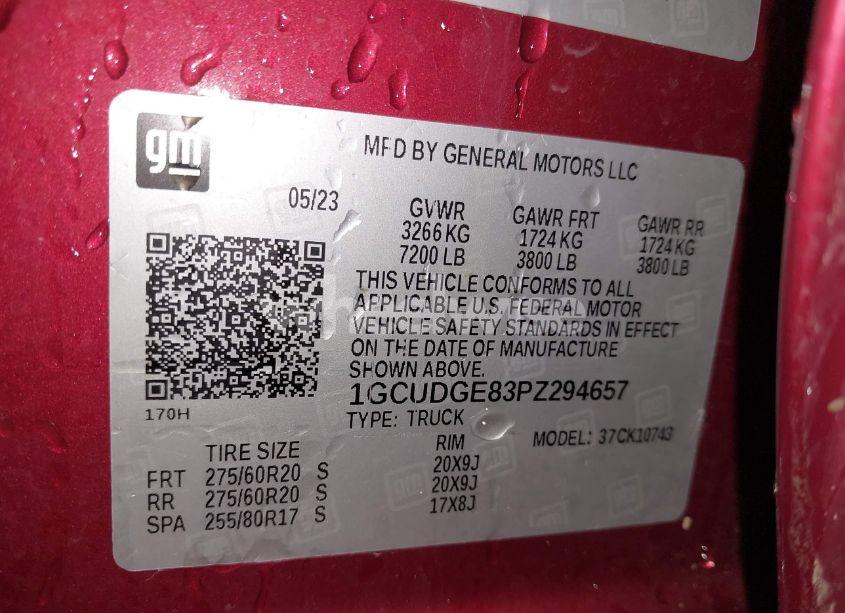 gm
MFD BY GENERAL MOTORS LLC
05/23
GVWR GAWR FRT GAWR RR
3266 KG 1724 KG 1724 KG
7200 LB 3800 LB 3800 LB
THIS VEHICLE CONFORMS TO ALL
APPLICABLE U.S. FEDERAL MOTOR
VEHICLE SAFETY STANDARDS IN EFFECT
ON THE DATE OF MANUFACTURE
SHOWN ABOVE.
1GCUDGE83PZ294657
170H
TYPE: TRUCK
MODEL: 37CK10743
TIRE SIZE RIM
FRT 275/60R20 S 20X9J
RR 275/60R20 S 20X9J
SPA 255/80R17 S 17X8J